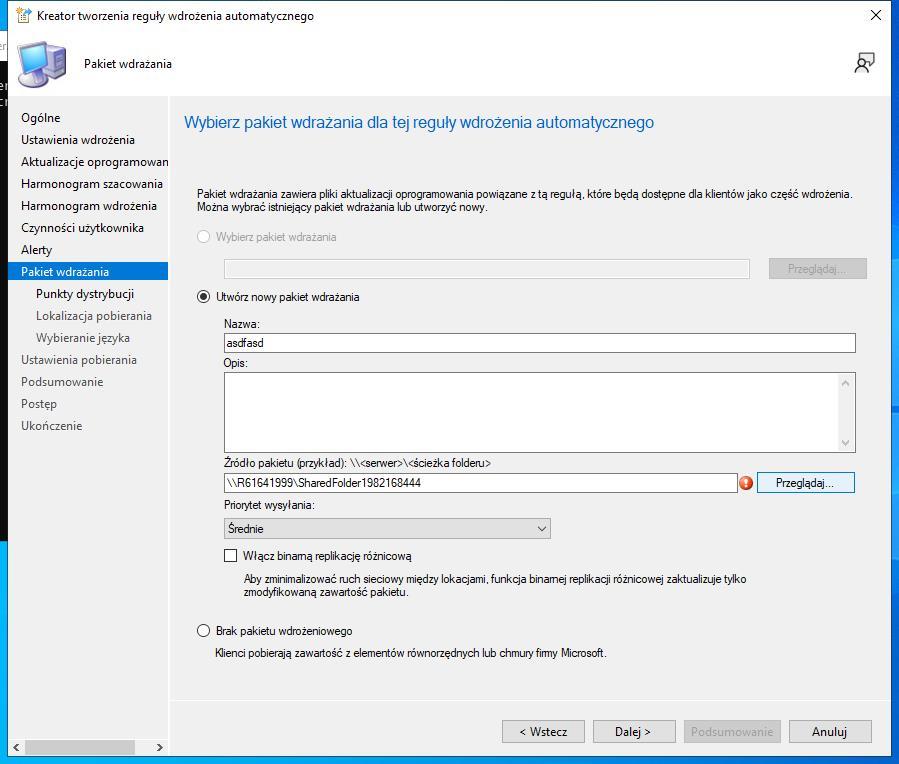 Kreator tworzenia reguły wdrożenia automatycznego
Pakiet wdrażania
Ogólne
Ustawienia wdrożenia
Aktualizacje oprogramowan
Harmonogram szacowania
Harmonogram wdrożenia
Czynności użytkownika
Alerty
Pakiet wdrażania
Punkty dystrybucji
Lokalizacja pobierania
Wybieranie języka
Ustawienia pobierania
Podsumowanie
Postęp
Ukończenie
Wybierz pakiet wdrażania dla tej reguły wdrożenia automatycznego
Pakiet wdrażania zawiera pliki aktualizacji oprogramowania powiązane z tą regułą, które będą dostępne dla klientów jako część wdrożenia.
Można wybrać istniejący pakiet wdrażania lub utworzyć nowy.
Wybierz pakiet wdrażania
Przeglądaj...
Utwórz nowy pakiet wdrażania
Nazwa:
asdfasd
Opis:
Źródło pakietu (przykład): \\<serwer>\<ścieżka folderu>
\\R61641999\SharedFolder1982168444
Przeglądaj...
Priorytet wysyłania:
Średnie
Włącz binarną replikację różnicową
Aby zminimalizować ruch sieciowy między lokacjami, funkcja binarnej replikacji różnicowej zaktualizuje tylko
zmodyfikowaną zawartość pakietu.
Brak pakietu wdrożeniowego
Klienci pobierają zawartość z elementów równorzędnych lub chmury firmy Microsoft.
< Wstecz
Dalej >
Podsumowanie
Anuluj